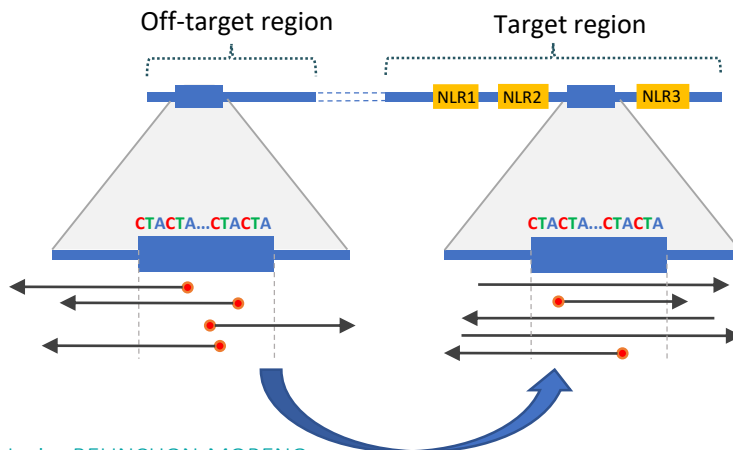 Off-target region
Target region
NLR1
NLR2
NLR3
CTACTA...CTACTA
CTACTA...CTACTA